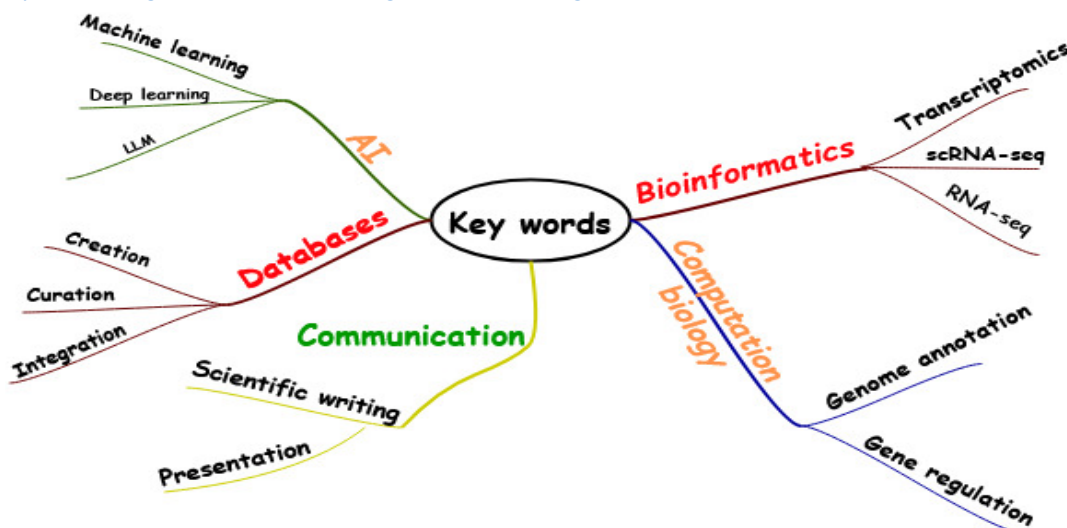 Machine learning
Deep learning
LLM
AI
Transcriptomics
scRNA-seq
RNA-seq
Bioinformatics
Key words
Databases
Creation
Curation
Integration
Communication
Scientific writing
Presentation
Computation
biology
Genome annotation
Gene regulation